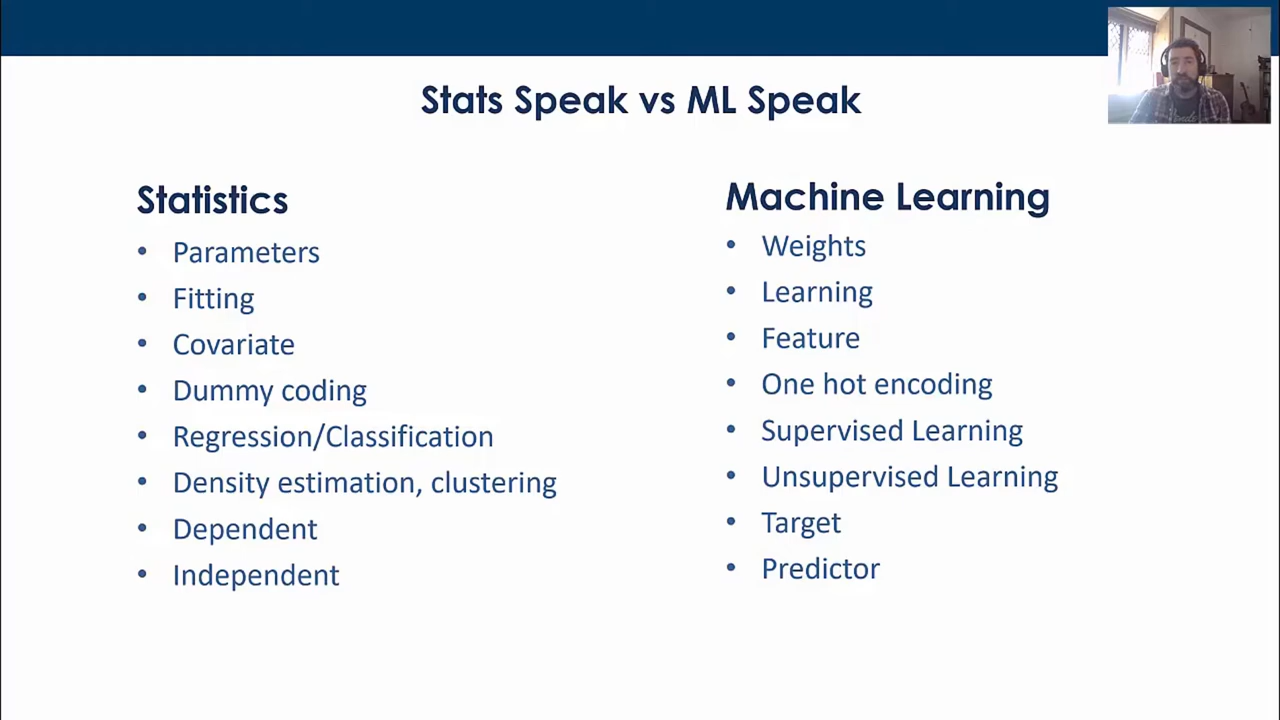 Stats Speak vs ML Speak
Statistics
• Parameters
• Fitting
• Covariate
• Dummy coding
• Regression/Classification
• Density estimation, clustering
• Dependent
• Independent
Machine Learning
• Weights
• Learning
• Feature
• One hot encoding
• Supervised Learning
• Unsupervised Learning
• Target
• Predictor